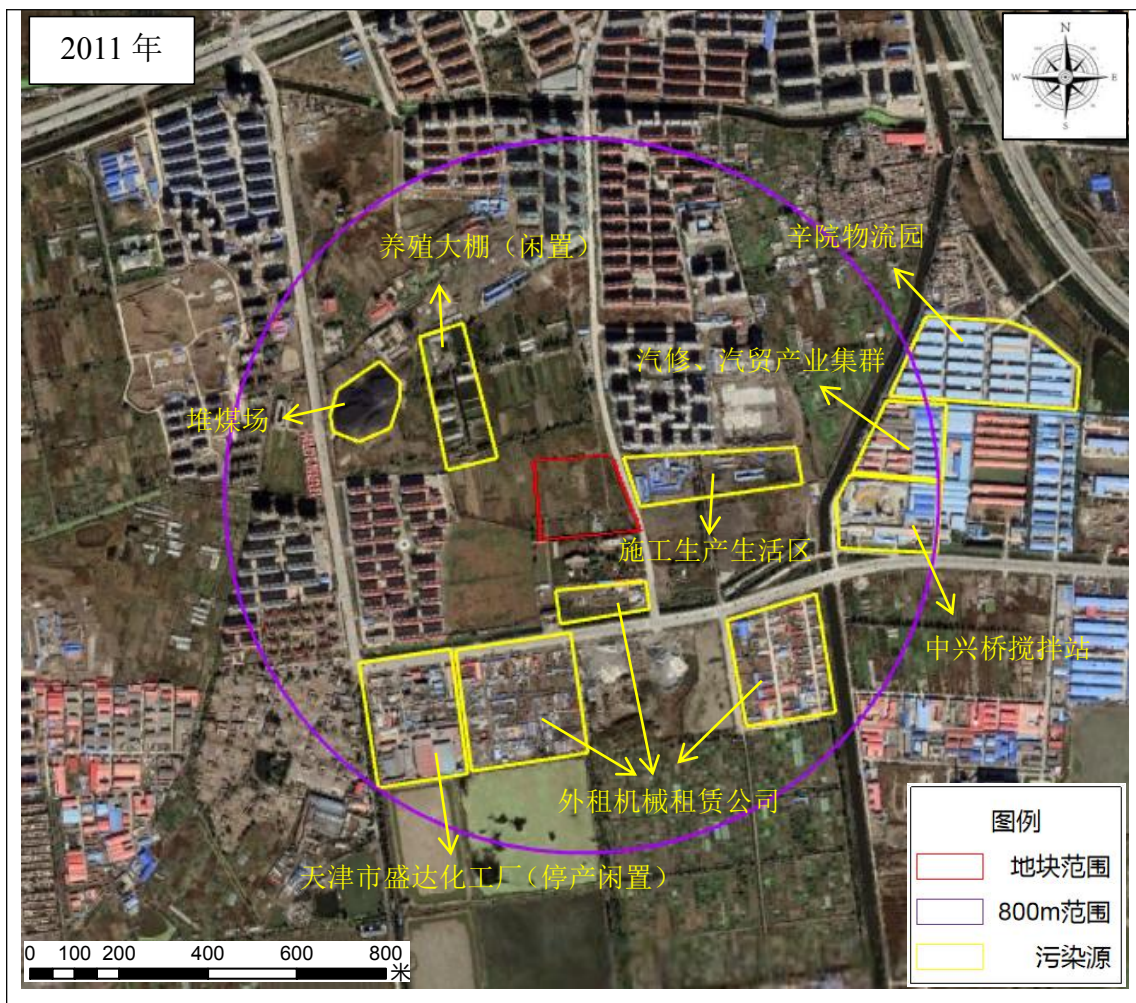 2011 年
N
W
E
S
养殖大棚（闲置）
辛院物流园
汽修、汽贸产业集群
堆煤场
施工生产生活区
中兴桥搅拌站
外租机械租赁公司
天津市盛达化工厂（停产闲置）
图例
地块范围
800m范围
污染源
0 100 200 400 600 800
米